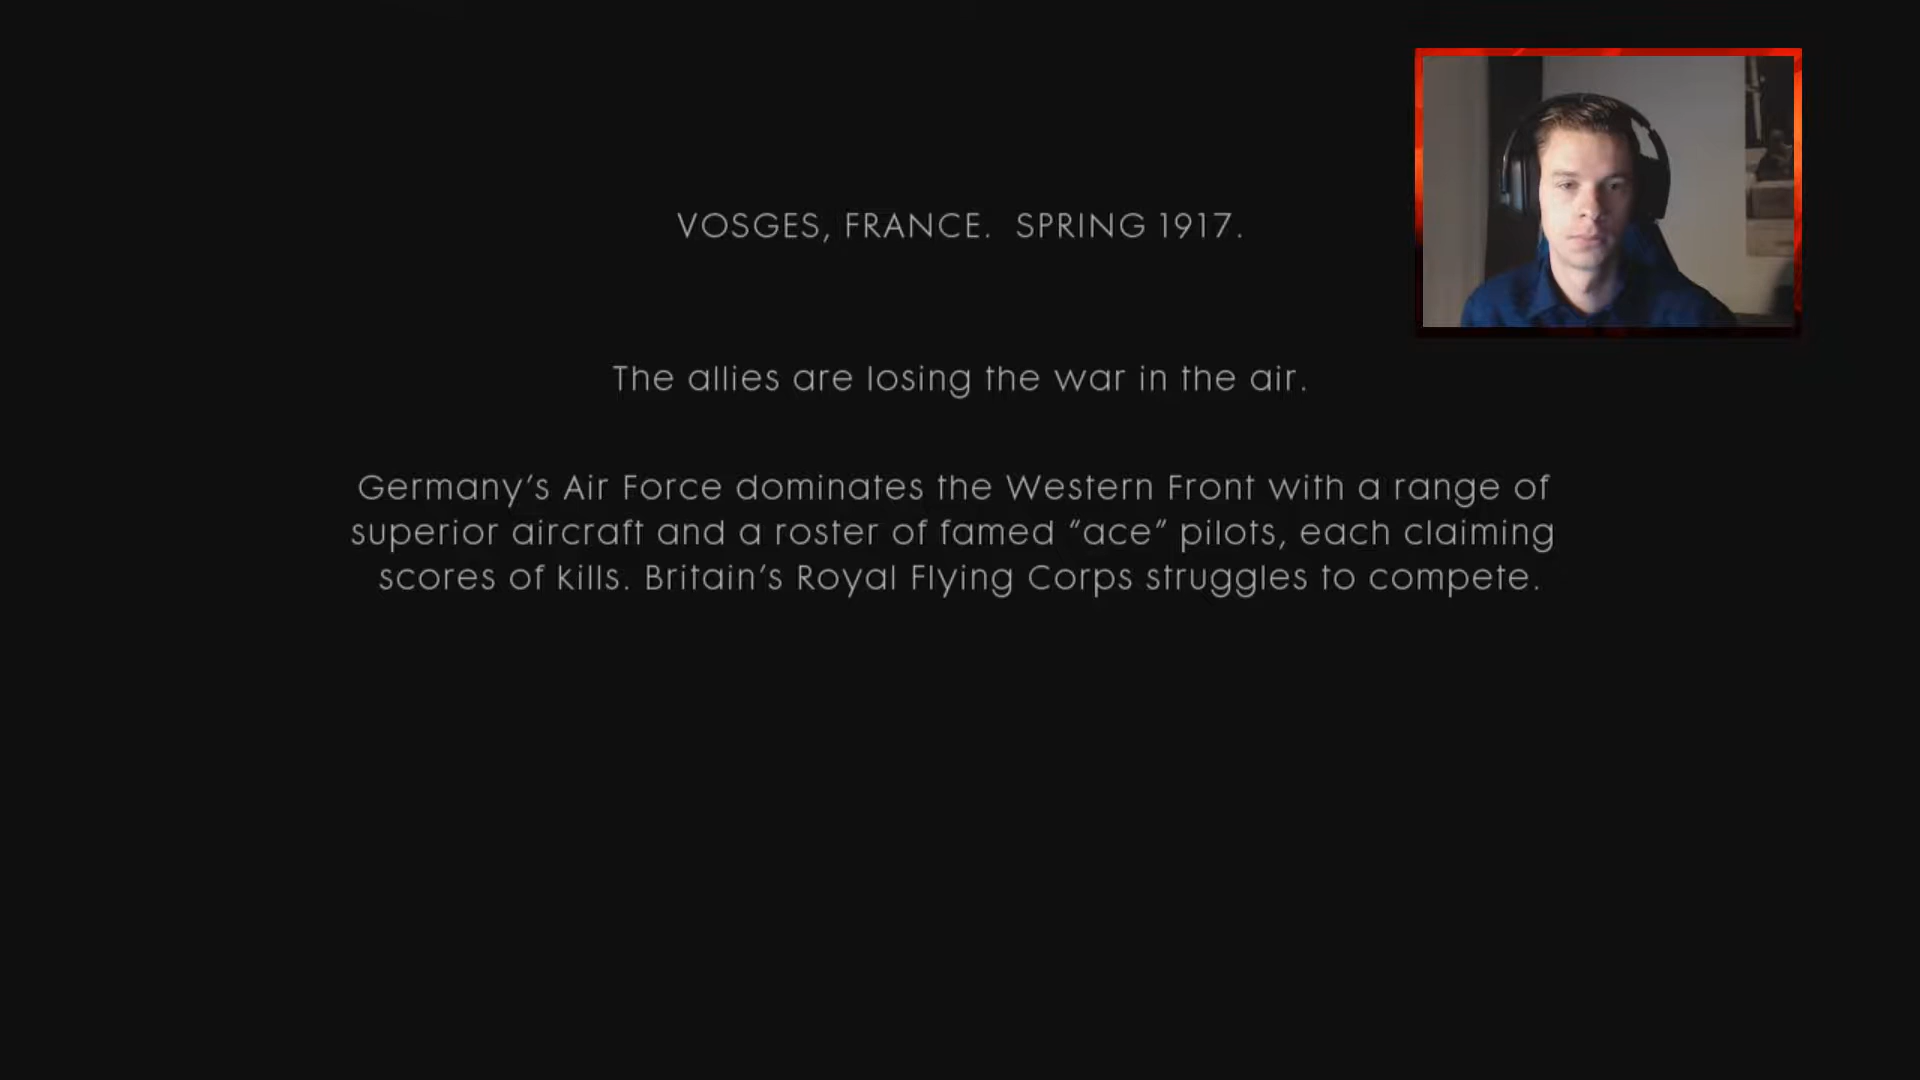 VOSGES, FRANCE. SPRING 1917.
The allies are losing the war in the air.
Germany’s Air Force dominates the Western Front with a range of
superior aircraft and a roster of famed “ace” pilots, each claiming
scores of kills. Britain’s Royal Flying Corps struggles to compete.